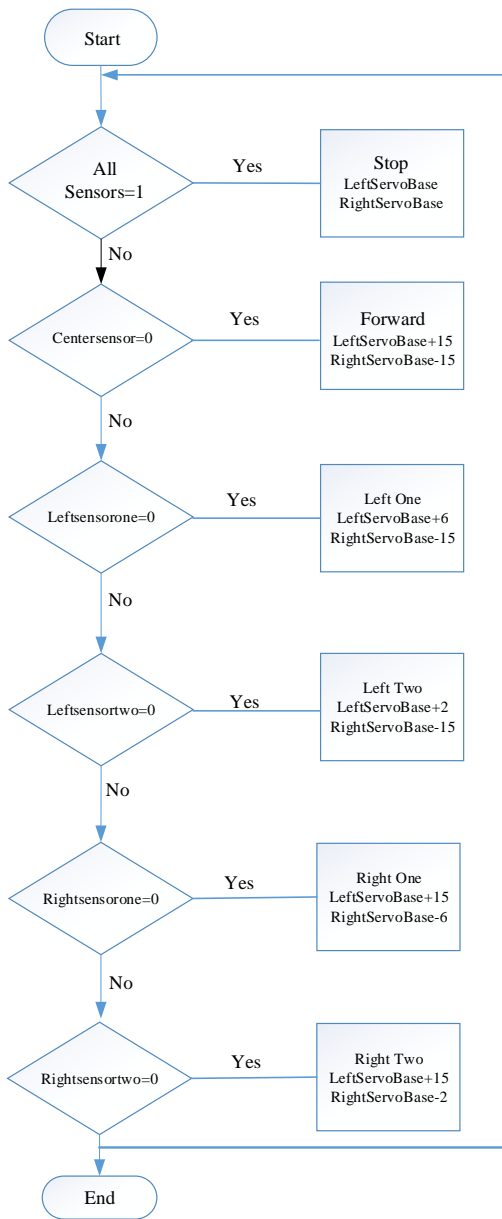 Start
All
Sensors=1
Yes
Stop
LeftServoBase
RightServoBase
No
Centersensor=0
Yes
Forward
LeftServoBase+15
RightServoBase-15
No
Leftsensorone=0
Yes
Left One
LeftServoBase+6
RightServoBase-15
No
Leftsensortwo=0
Yes
Left Two
LeftServoBase+2
RightServoBase-15
No
Rightsensorone=0
Yes
Right One
LeftServoBase+15
RightServoBase-6
No
Rightsensortwo=0
Yes
Right Two
LeftServoBase+15
RightServoBase-2
End